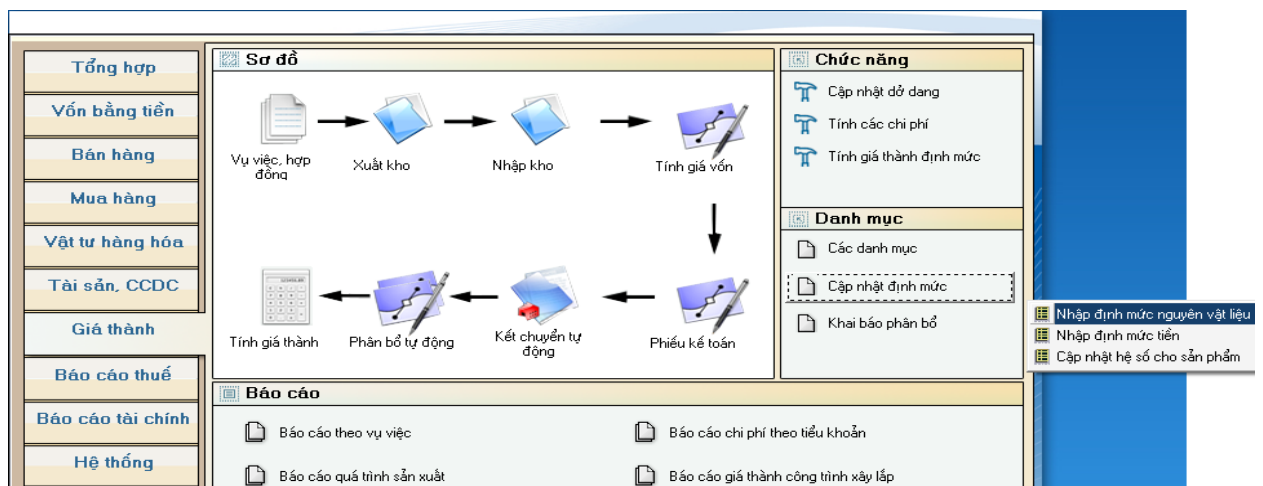 Tổng hợp
Vốn bằng tiền
Bán hàng
Mua hàng
Vật tư hàng hóa
Tài sản, CCDC
Giá thành
Báo cáo thuế
Báo cáo tài chính
Hệ thống
Sơ đồ
Vụ việc, hợp
đồng
Xuất kho
Nhập kho
Tính giá vốn
Tính giá thành
Phân bổ tự động
Kết chuyển tự
động
Phiếu kế toán
Chức năng
Cập nhật dở dang
Tính các chi phí
Tính giá thành định mức
Danh mục
Các danh mục
Cập nhật định mức
Khai báo phân bổ
Nhập định mức nguyên vật liệu
Nhập định mức tiền
Cập nhật hệ số cho sản phẩm
Báo cáo
Báo cáo theo vụ việc
Báo cáo chi phí theo tiểu khoản
Báo cáo quá trình sản xuất
Báo cáo giá thành công trình xây lắp